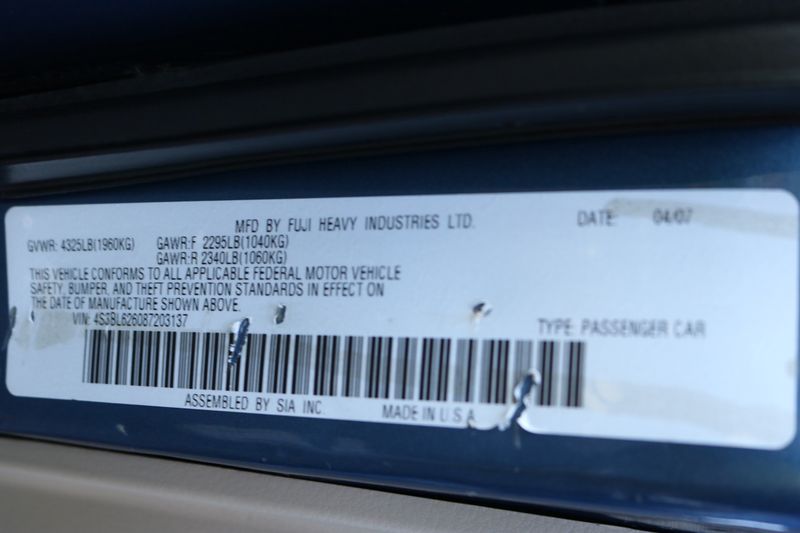 MFD BY FUJI HEAVY INDUSTRIES LTD. DATE: 04/07
GVWR: 4325LB(1960KG) GAWR:F 2295LB(1040KG)
GAWR:R 2340LB(1060KG)
THIS VEHICLE CONFORMS TO ALL APPLICABLE FEDERAL MOTOR VEHICLE
SAFETY, BUMPER, AND THEFT PREVENTION STANDARDS IN EFFECT ON
THE DATE OF MANUFACTURE SHOWN ABOVE.
VIN: 4S3BL626087203137 TYPE: PASSENGER CAR
ASSEMBLED BY SIA INC. MADE IN U.S.A